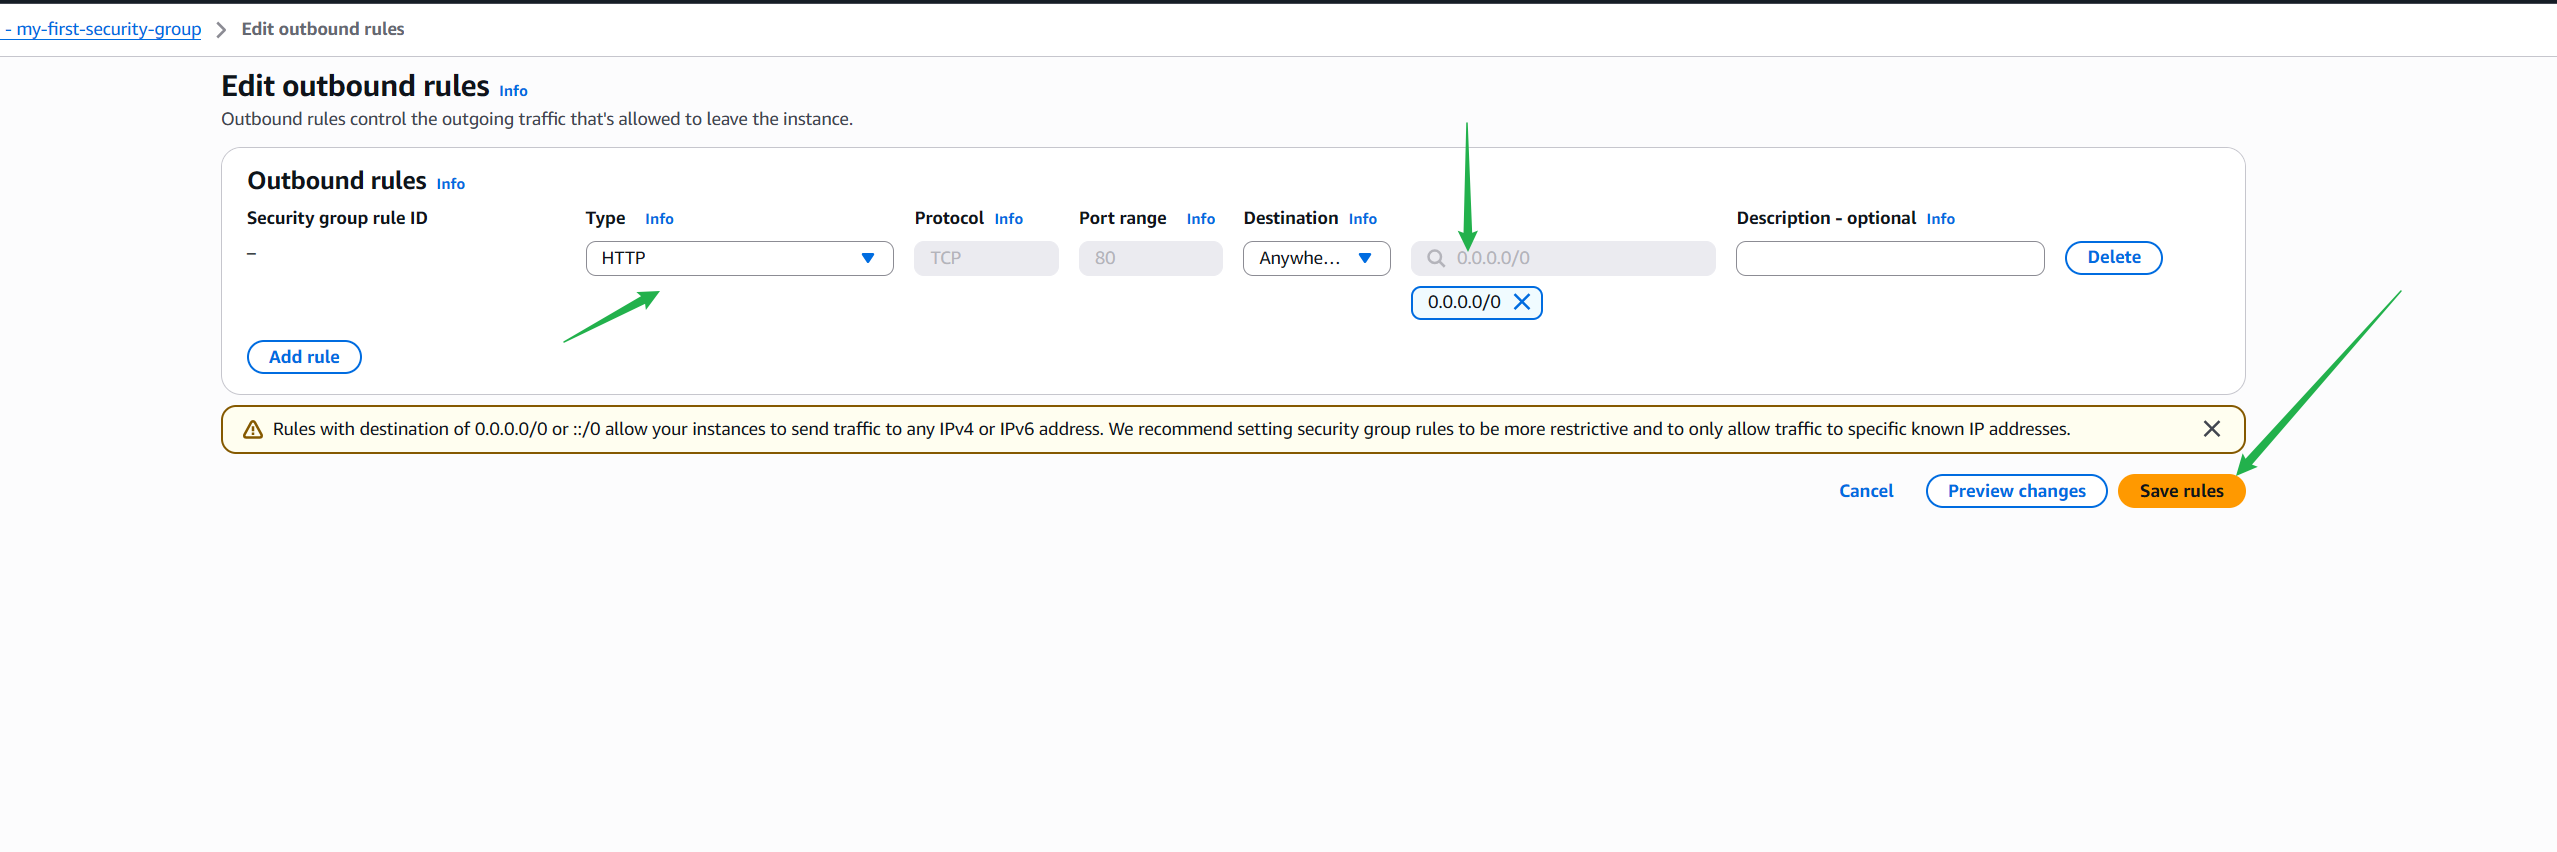 - my-first-security-group > Edit outbound rules
Edit outbound rules Info
Outbound rules control the outgoing traffic that's allowed to leave the instance.
Outbound rules Info
Security group rule ID Type Info Protocol Info Port range Info Destination Info Description - optional Info
– HTTP TCP 80 Anywhe... 0.0.0.0/0 Delete
0.0.0.0/0
Add rule
Rules with destination of 0.0.0.0/0 or ::/0 allow your instances to send traffic to any IPv4 or IPv6 address. We recommend setting security group rules to be more restrictive and to only allow traffic to specific known IP addresses.
Cancel Preview changes Save rules